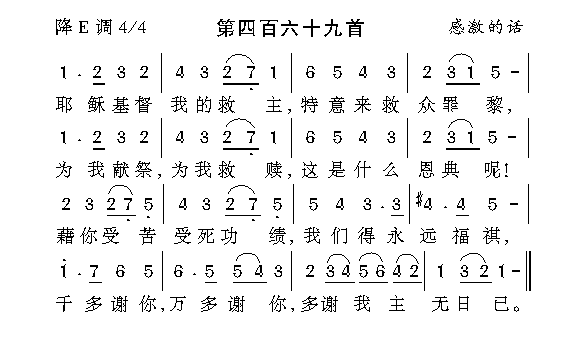 降E调4/4 第四百六十九首 感激的话
1·2 3 2 | 4 3 2 7 1 | 6 5 4 3 | 2 3 1 5 - |
耶稣基督我的救主,特意来救众罪黎,
1·2 3 2 | 4 3 2 7 1 | 6 5 4 3 | 2 3 1 5 - |
为我献祭,为我救赎,这是什么恩典呢!
2 3 2 7 5 | 4 3 2 7 5 | 5 4 3·3 | #4·4 5 - |
藉你受苦受死功绩,我们得永远福祺,
1·7 6 5 | 6·5 5 4 3 | 2 3 4 5 6 4 2 | 1 3 2 1 - ‖
千多谢你,万多谢你,多谢我主无日已。